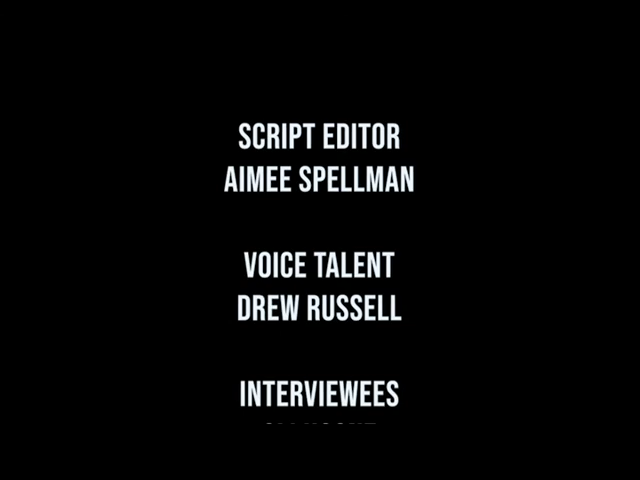 SCRIPT EDITOR
AIMEE SPELLMAN
VOICE TALENT
DREW RUSSELL
INTERVIEWEES